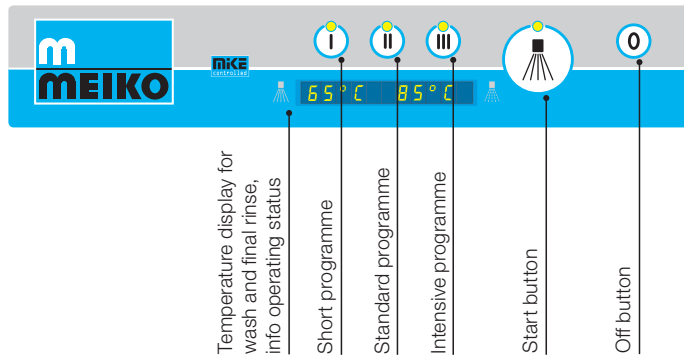 m
MEIKO
MIKE
controlled
I
II
III
0
65°C 85°C
Temperature display for
wash and final rinse,
info operating status
Short programme
Standard programme
Intensive programme
Start button
Off button